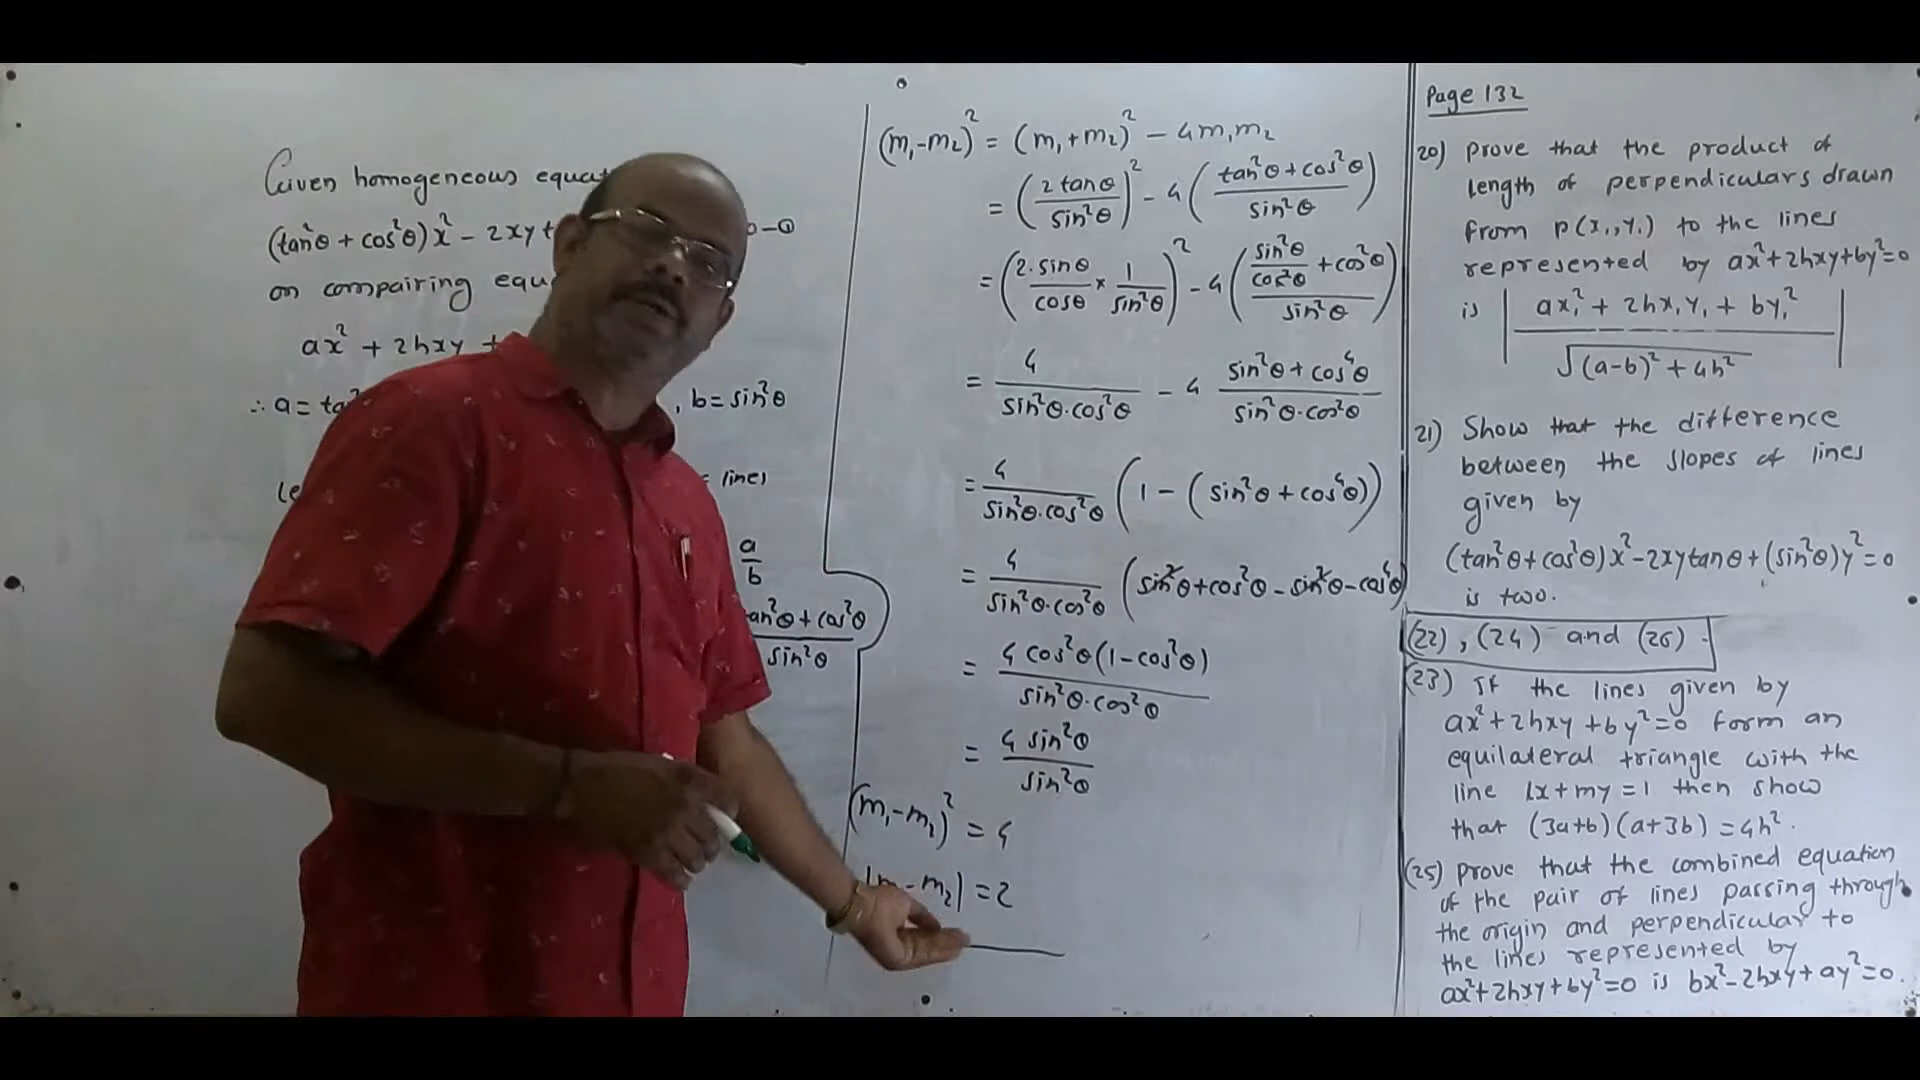 Given homogeneous
(tan²θ + cos²θ)x² - 2xy
0 -①
on compairing
ax² + 2hxy +
∴ a = , b = sin²θ
lines
a/b
tan²θ + cos²θ / sin²θ
(m₁-m₂)² = (m₁+m₂)² - 4m₁m₂
= (2 tanθ / sin²θ)² - 4 ((tan²θ + cos²θ) / sin²θ)
= (2.sinθ / cosθ × 1 / sin²θ)² - 4 ((sin²θ / cos²θ + cos²θ) / sin²θ)
= 4 / sin²θ.cos²θ - 4 (sin²θ + cos⁴θ) / sin²θ.cos²θ
= 4 / sin²θ.cos²θ (1 - (sin²θ + cos⁴θ))
= 4 / sin²θ.cos²θ (sin²θ + cos²θ - sin²θ - cos⁴θ)
= 4 cos²θ(1-cos²θ) / sin²θ.cos²θ
= 4 sin²θ / sin²θ
(m₁-m₂)² = 4
- m₂| = 2
Page 132
20) prove that the product of
length of perpendiculars drawn
from P(x₁,y₁) to the lines
represented by ax²+2hxy+by²=0
is | (ax₁² + 2hx₁y₁ + by₁²) / √((a-b)² + 4h²) |
21) Show that the difference
between the slopes of lines
given by
(tan²θ + cos²θ)x² - 2xytanθ + (sin²θ)y² = 0
is two.
(22), (24) and (26).
(23) If the lines given by
ax²+2hxy+by²=0 form an
equilateral triangle with the
line lx+my=1 then show
that (3a+b)(a+3b)=4h².
(25) prove that the combined equation
of the pair of lines passing through
the origin and perpendicular to
the lines represented by
ax²+2hxy+by²=0 is bx²-2hxy+ay²=0.